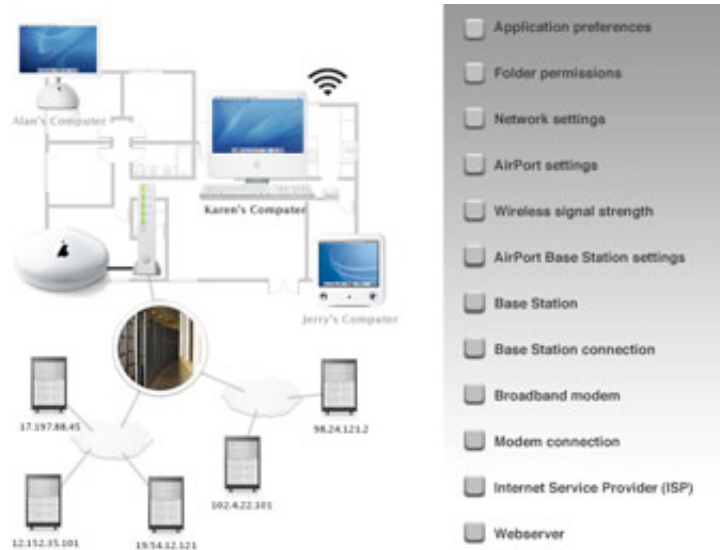 Alan's Computer
Karen's Computer
Jerry's Computer
17.197.88.45
98.24.121.2
102.4.22.101
12.152.35.101
19.54.12.121
Application preferences
Folder permissions
Network settings
AirPort settings
Wireless signal strength
AirPort Base Station settings
Base Station
Base Station connection
Broadband modem
Modem connection
Internet Service Provider (ISP)
Webserver